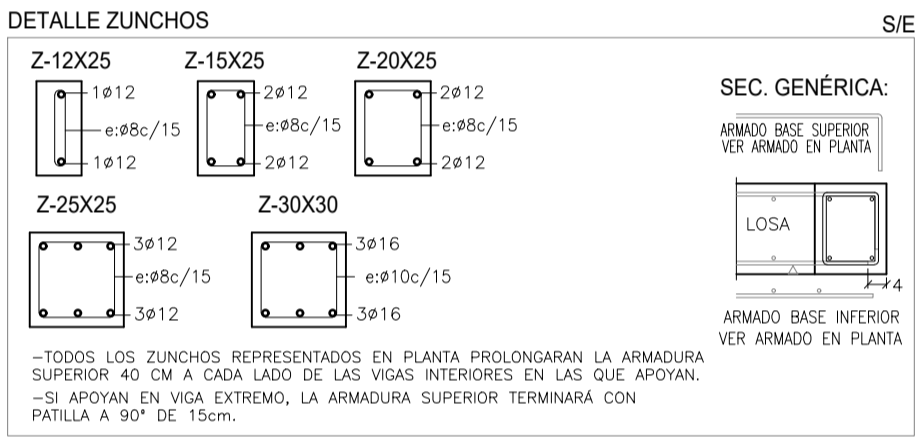 DETALLE ZUNCHOS
S/E
Z-12X25
1ø12
e:ø8c/15
1ø12
Z-15X25
2ø12
e:ø8c/15
2ø12
Z-20X25
2ø12
e:ø8c/15
2ø12
Z-25X25
3ø12
e:ø8c/15
3ø12
Z-30X30
3ø16
e:ø10c/15
3ø16
SEC. GENÉRICA:
ARMADO BASE SUPERIOR
VER ARMADO EN PLANTA
LOSA
4
ARMADO BASE INFERIOR
VER ARMADO EN PLANTA
-TODOS LOS ZUNCHOS REPRESENTADOS EN PLANTA PROLONGARAN LA ARMADURA
SUPERIOR 40 CM A CADA LADO DE LAS VIGAS INTERIORES EN LAS QUE APOYAN.
-SI APOYAN EN VIGA EXTREMO, LA ARMADURA SUPERIOR TERMINARÁ CON
PATILLA A 90° DE 15cm.